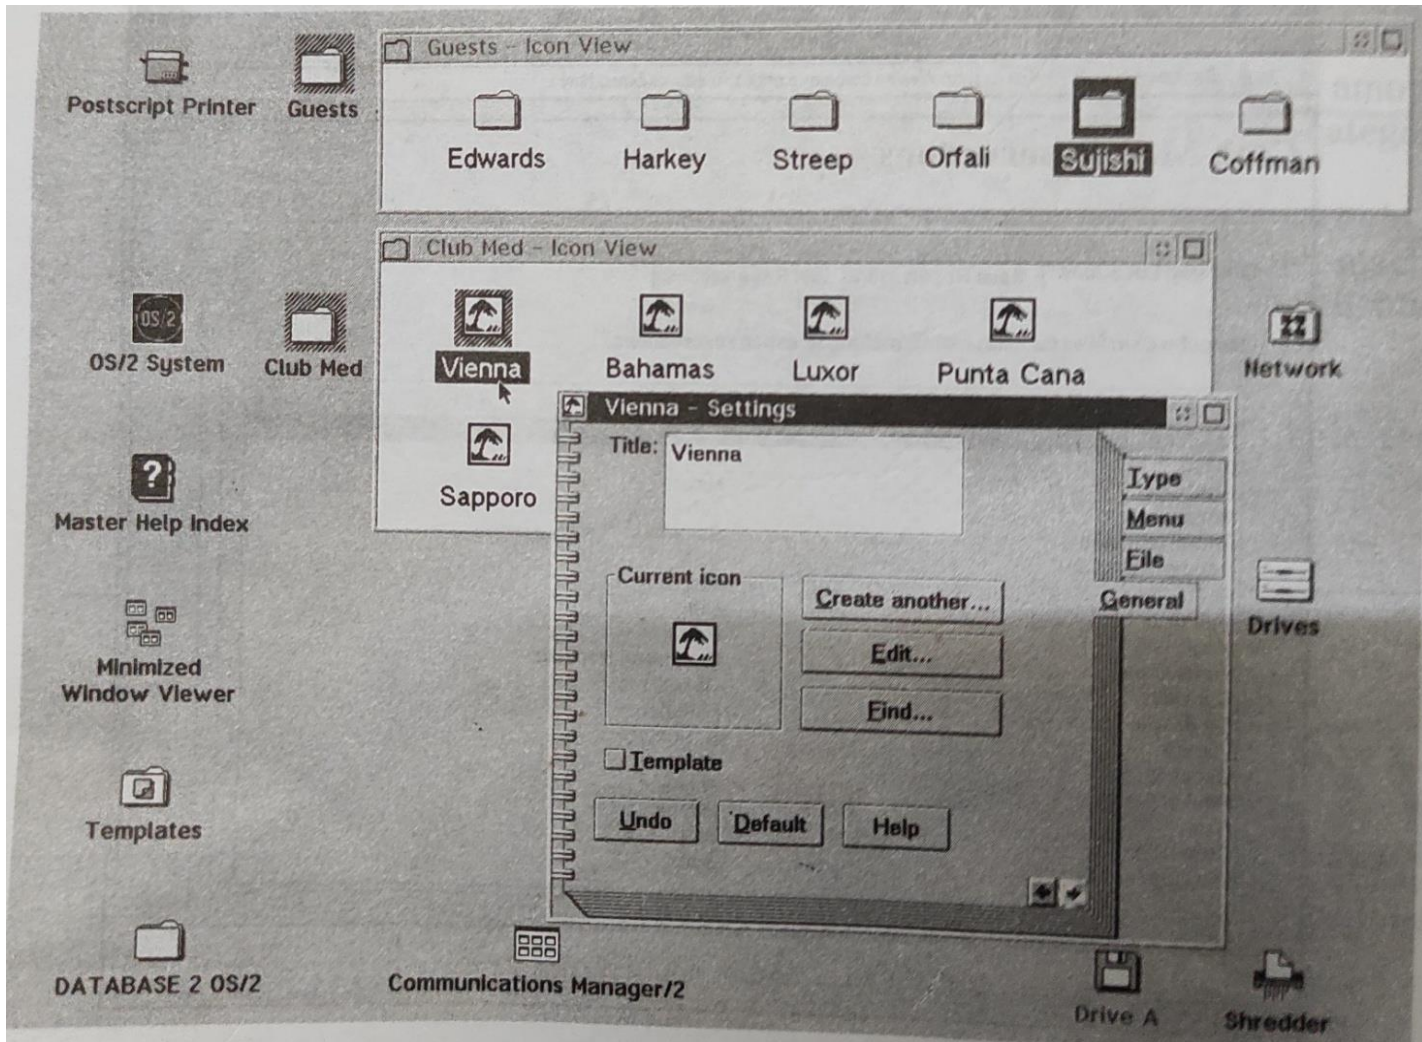 Postscript Printer
Guests
Guests - Icon View
Edwards
Harkey
Streep
Orfali
Sujishi
Coffman
OS/2
OS/2 System
Club Med
Club Med - Icon View
Vienna
Bahamas
Luxor
Punta Cana
Sapporo
Network
Master Help Index
Vienna - Settings
Title:
Vienna
Type
Menu
File
General
Current icon
Create another...
Edit...
Find...
Template
Undo
Default
Help
Drives
Minimized
Window Viewer
Templates
DATABASE 2 OS/2
Communications Manager/2
Drive A
Shredder